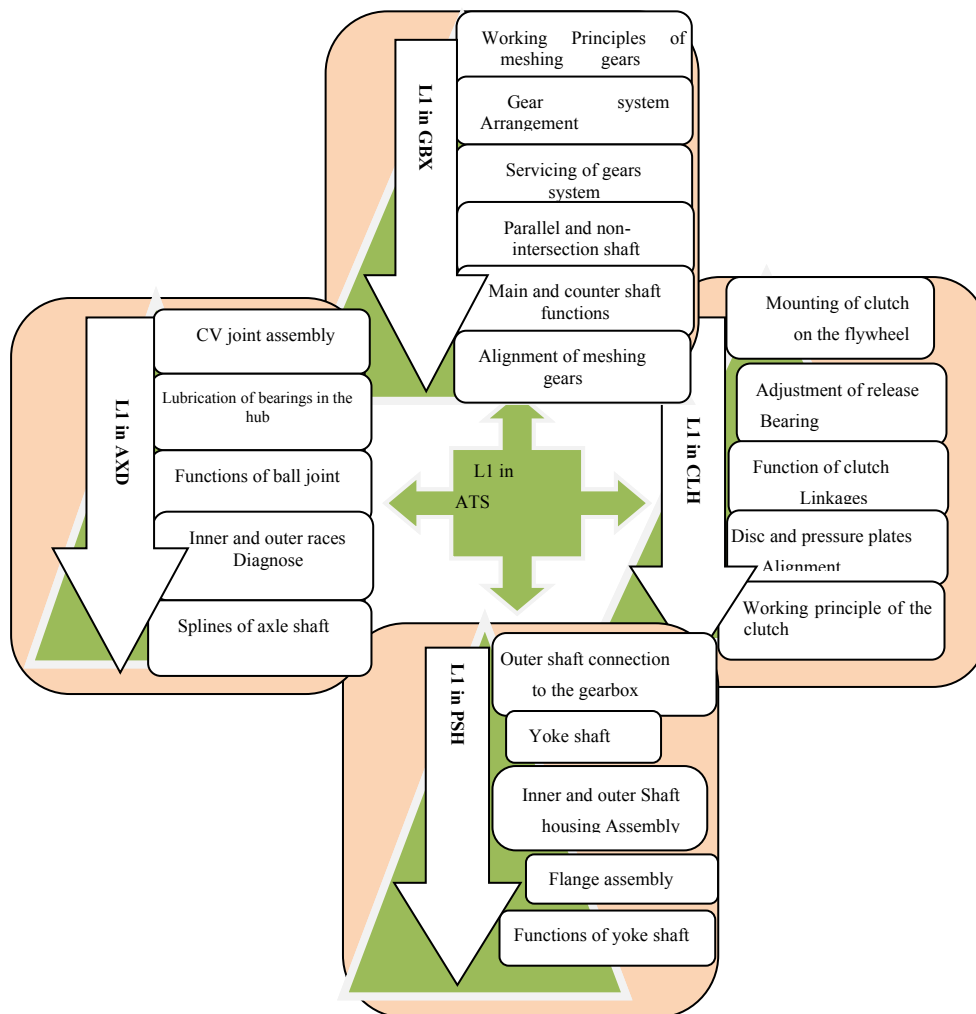 L1 in GBX
Working Principles of
meshing gears
Gear system
Arrangement
Servicing of gears
system
Parallel and non-
intersection shaft
Main and counter shaft
functions
Alignment of meshing
gears
L1 in AXD
CV joint assembly
Lubrication of bearings in the
hub
Functions of ball joint
Inner and outer races
Diagnose
Splines of axle shaft
L1 in
ATS
L1 in CLH
Mounting of clutch
on the flywheel
Adjustment of release
Bearing
Function of clutch
Linkages
Disc and pressure plates
Alignment
Working principle of the
clutch
L1 in PSH
Outer shaft connection
to the gearbox
Yoke shaft
Inner and outer Shaft
housing Assembly
Flange assembly
Functions of yoke shaft